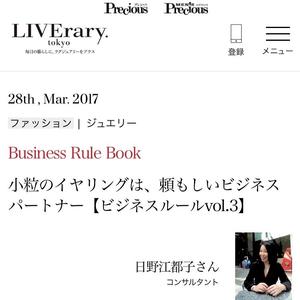 Precious
MEN'S Precious
LIVErary.
tokyo
毎日の暮らしに、ラグジュアリーをプラス
登録
メニュー
28th , Mar. 2017
ファッション | ジュエリー
Business Rule Book
小粒のイヤリングは、頼もしいビジネス
パートナー【ビジネスルールvol.3】
日野江都子さん
コンサルタント